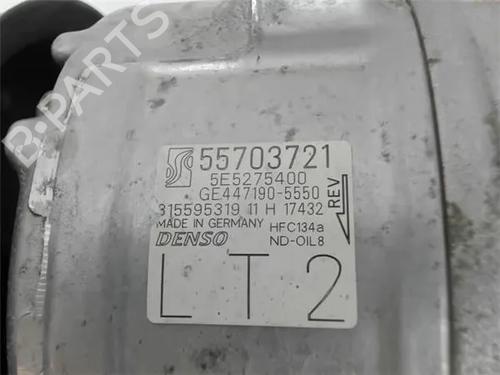 B-PARTS
55703721
5E5275400
GE447190-5550
315595319 11 H 17432
MADE IN GERMANY HFC134a
DENSO ND-OIL8
REV
LT2